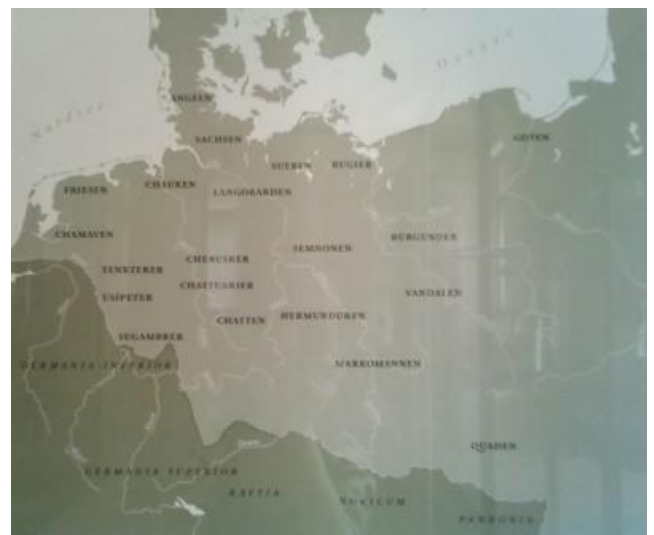 Ostsee
Nordsee
ANGELN
SACHSEN
GOTEN
SUEBEN
RUGIER
FRIESEN
CHAUKEN
LANGOBARDEN
CHAMAVEN
BURGUNDER
SEMNONEN
CHERUSKER
TENKTERER
CHATTUARIER
USIPETER
VANDALEN
CHATTEN
HERMUNDUREN
SUGAMBRER
GERMANIA INFERIOR
MARKOMANNEN
QUADEN
GERMANIA SUPERIOR
RAETIA
NORICUM
PANNONIA